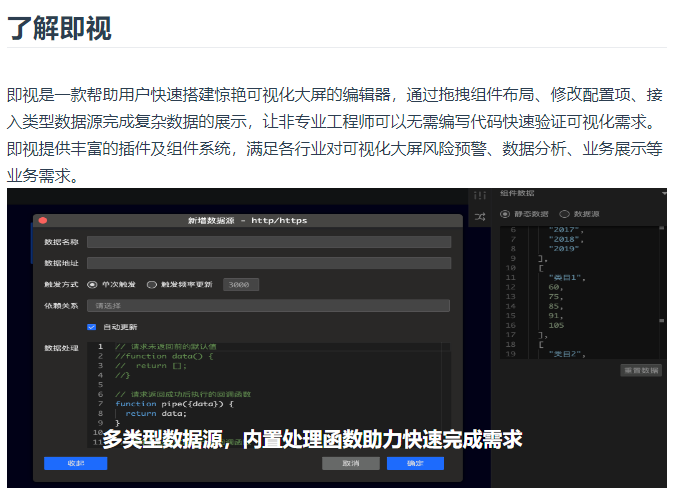 了解即视
即视是一款帮助用户快速搭建惊艳可视化大屏的编辑器，通过拖拽组件布局、修改配置项、接
入类型数据源完成复杂数据的展示，让非专业工程师可以无需编写代码快速验证可视化需求。
即视提供丰富的插件及组件系统，满足各行业对可视化大屏风险预警、数据分析、业务展示等
业务需求。
新增数据源 - http/https
数据名称
数据地址
触发方式 单次触发 触发频率更新 3000
依赖关系 请选择
自动更新
数据处理
1 // 请求未返回前的默认值
2 //function data() {
3 // return [];
4 //}
5
6 // 请求返回成功后执行的回调函数
7 function pipe({data}) {
8 return data;
9 }
10
11
多类型数据源，内置处理函数助力快速完成需求
收起 取消 确定
组件数据
静态数据 数据源
6 "2017",
7 "2018",
8 "2019"
9 ],
10 [
11 "类目1",
12 60,
13 75,
14 85,
15 91,
16 105
17 ],
18 [
19 "类目2",
重置数据